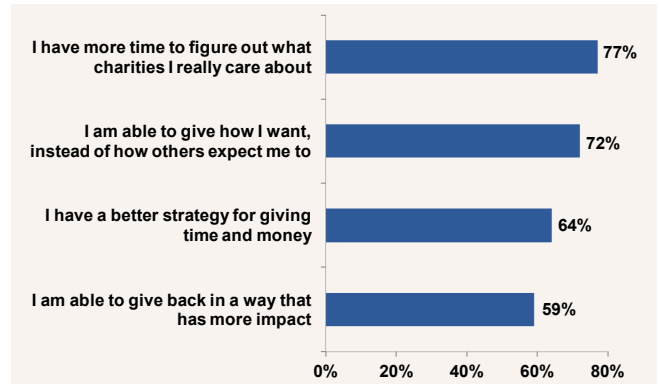 I have more time to figure out what
charities I really care about
77%
I am able to give how I want,
instead of how others expect me to
72%
I have a better strategy for giving
time and money
64%
I am able to give back in a way that
has more impact
59%
0% 20% 40% 60% 80%